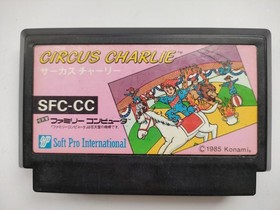 CIRCUS CHARLIE™
サーカスチャーリー
SFC-CC
ファミリーコンピュータ
Soft Pro International
©1985 Konami